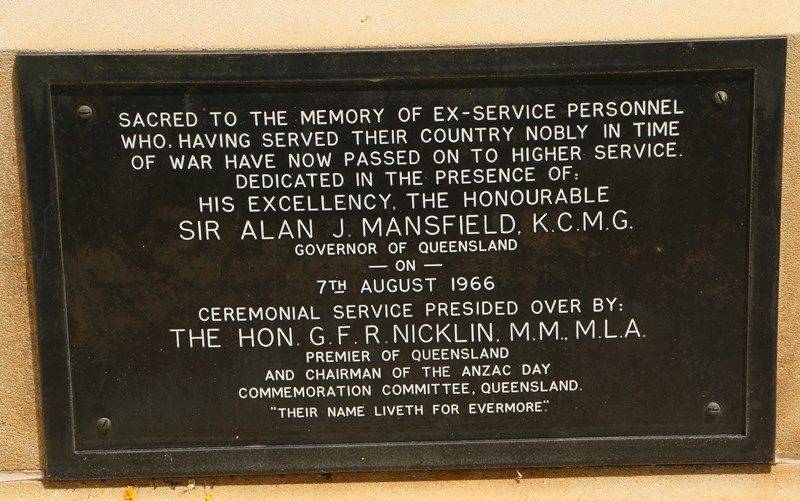 SACRED TO THE MEMORY OF EX-SERVICE PERSONNEL
WHO, HAVING SERVED THEIR COUNTRY NOBLY IN TIME
OF WAR HAVE NOW PASSED ON TO HIGHER SERVICE.
DEDICATED IN THE PRESENCE OF:
HIS EXCELLENCY, THE HONOURABLE
SIR ALAN J. MANSFIELD, K.C.M.G.
GOVERNOR OF QUEENSLAND
— ON —
7TH AUGUST 1966
CEREMONIAL SERVICE PRESIDED OVER BY:
THE HON. G. F. R. NICKLIN, M.M., M.L.A.
PREMIER OF QUEENSLAND
AND CHAIRMAN OF THE ANZAC DAY
COMMEMORATION COMMITTEE, QUEENSLAND.
"THEIR NAME LIVETH FOR EVERMORE."